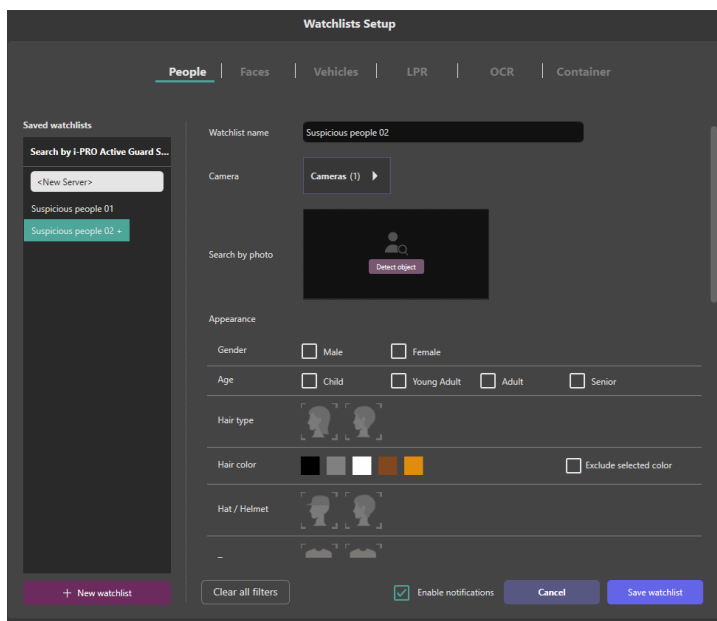 Watchlists Setup
People Faces Vehicles LPR OCR Container
Saved watchlists
Search by i-PRO Active Guard S...
<New Server>
Suspicious people 01
Suspicious people 02 +
+ New watchlist
Watchlist name Suspicious people 02
Camera Cameras (1)
Search by photo Detect object
Appearance
Gender Male Female
Age Child Young Adult Adult Senior
Hair type
Hair color Exclude selected color
Hat / Helmet
Clear all filters Enable notifications Cancel Save watchlist